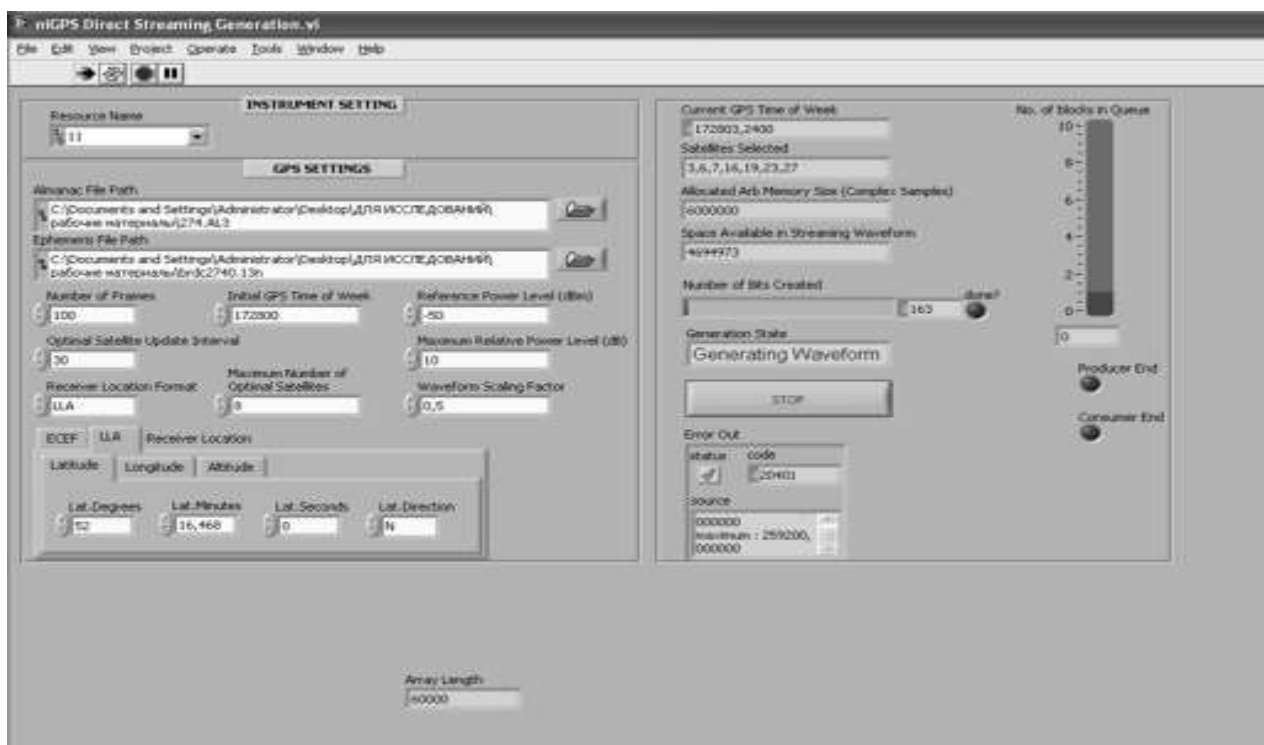 niGPS Direct Streaming Generation.vi
File Edit View Project Operate Tools Window Help
INSTRUMENT SETTING
Resource Name
11
GPS SETTINGS
Almanac File Path
C:\Documents and Settings\Administrator\Desktop\ДЛЯ ИССЛЕДОВАНИЙ\
рабочие материалы\274.AL3
Ephemeris File Path
C:\Documents and Settings\Administrator\Desktop\ДЛЯ ИССЛЕДОВАНИЙ\
рабочие материалы\brdc2740.13n
Number of Frames
Initial GPS Time of Week
Reference Power Level (dBm)
100
172800
-50
Optimal Satellite Update Interval
Maximum Relative Power Level (dB)
30
10
Receiver Location Format
Maximum Number of
Optimal Satellites
Waveform Scaling Factor
LLA
8
0,5
ECEF LLA Receiver Location
Latitude Longitude Altitude
Lat.Degrees Lat.Minutes Lat.Seconds Lat.Direction
52 16,468 0 N
Current GPS Time of Week
172803,2400
Satellites Selected
3,6,7,16,19,23,27
Allocated Arb Memory Size (Complex Samples)
6000000
Space Available in Streaming Waveform
4694973
Number of Bits Created
163
done?
Generation State
Generating Waveform
STOP
Error Out
status code
20401
source
000000
maximum : 259200,
000000
No. of blocks in Queue
10
8
6
4
2
0
0
Producer End
Consumer End
Array Length
60000